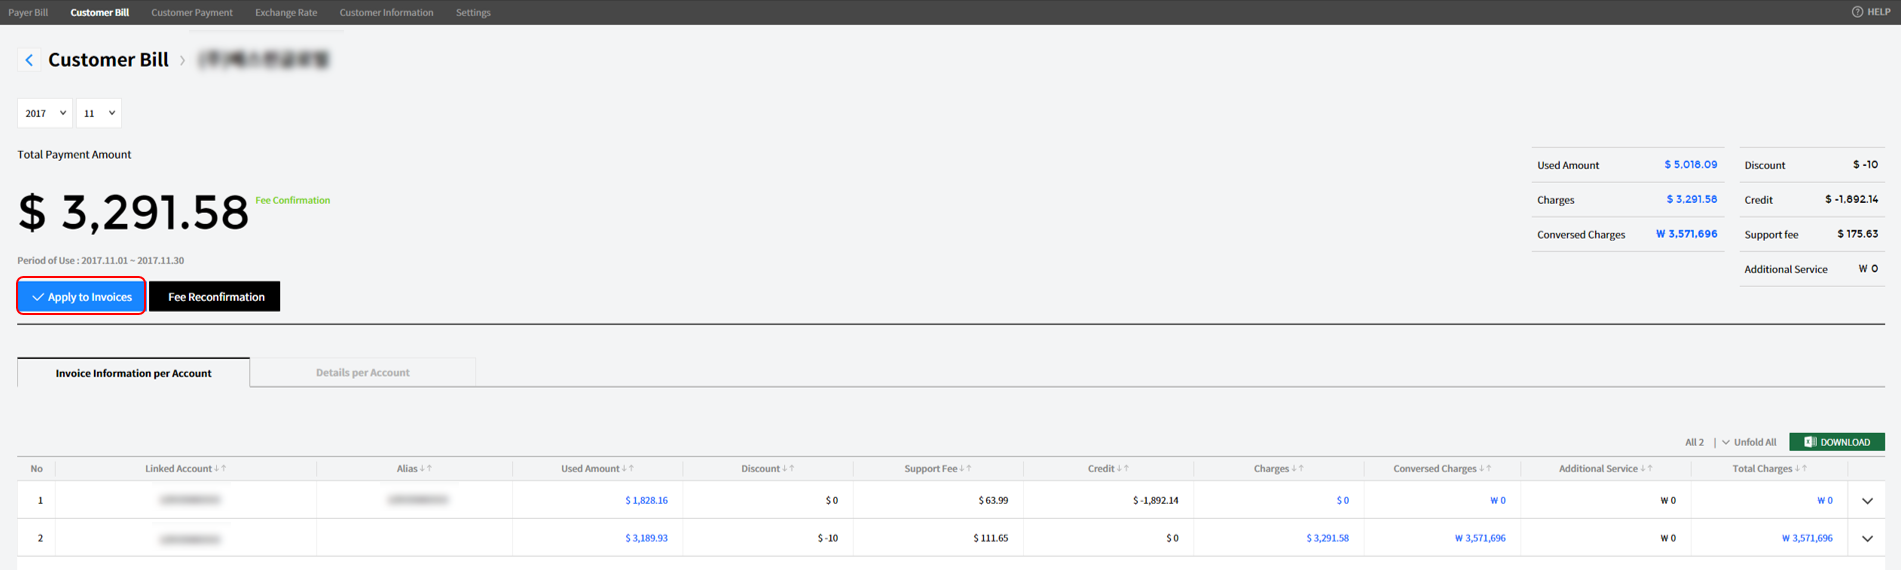 Payer Bill Customer Bill Customer Payment Exchange Rate Customer Information Settings HELP
Customer Bill
2017 11
Total Payment Amount
$ 3,291.58 Fee Confirmation
Period of Use : 2017.11.01 ~ 2017.11.30
Apply to Invoices Fee Reconfirmation
Used Amount $ 5,018.09 Discount $ -10
Charges $ 3,291.58 Credit $ -1,892.14
Conversed Charges ₩ 3,571,696 Support fee $ 175.63
Additional Service ₩ 0
Invoice Information per Account Details per Account
All 2 | Unfold All DOWNLOAD
No Linked Account↓↑ Alias↓↑ Used Amount↓↑ Discount↓↑ Support Fee↓↑ Credit↓↑ Charges↓↑ Conversed Charges↓↑ Additional Service↓↑ Total Charges↓↑
1 $ 1,828.16 $ 0 $ 63.99 $ -1,892.14 $ 0 ₩ 0 ₩ 0 ₩ 0
2 $ 3,189.93 $ -10 $ 111.65 $ 0 $ 3,291.58 ₩ 3,571,696 ₩ 0 ₩ 3,571,696